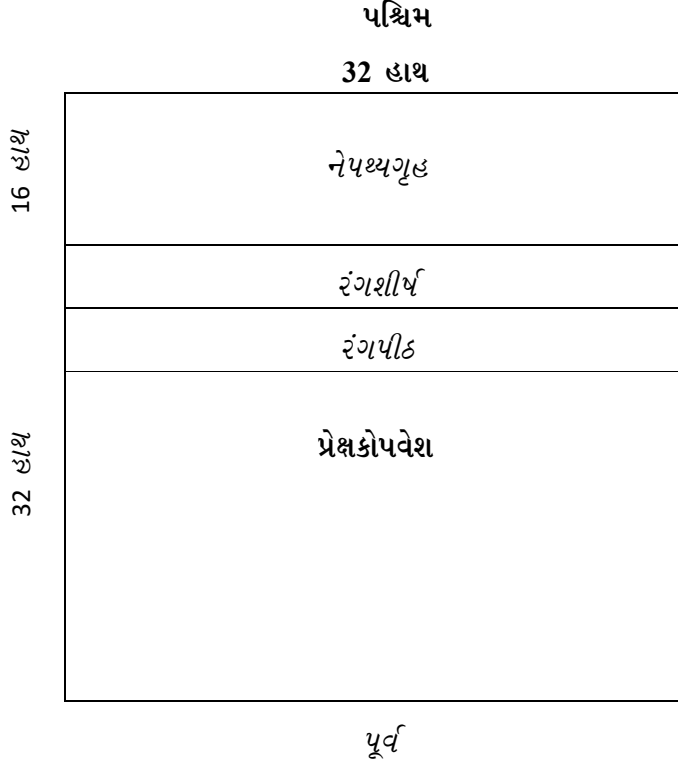 પશ્ચિમ
32 હાથ
16 હાથ
નેપથ્યગૃહ
રંગશીર્ષ
રંગપીઠ
પ્રેક્ષકોપવેશ
32 હાથ
પૂર્વ